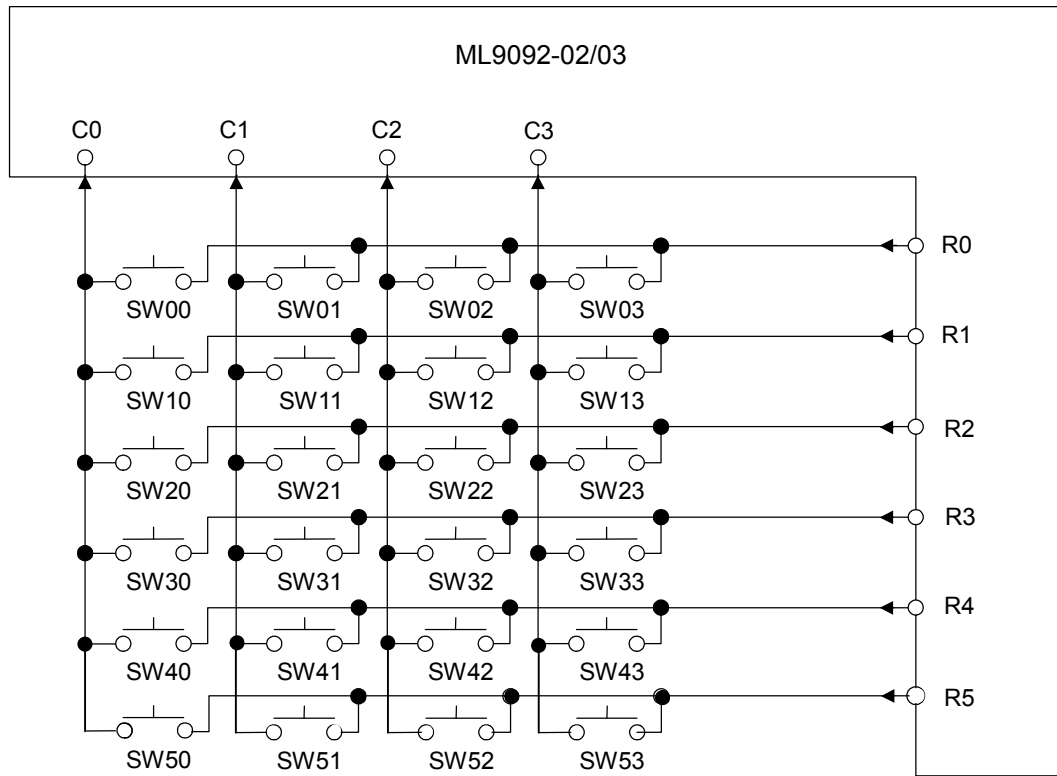 ML9092-02/03
C0 C1 C2 C3
R0
SW00 SW01 SW02 SW03
R1
SW10 SW11 SW12 SW13
R2
SW20 SW21 SW22 SW23
R3
SW30 SW31 SW32 SW33
R4
SW40 SW41 SW42 SW43
R5
SW50 SW51 SW52 SW53